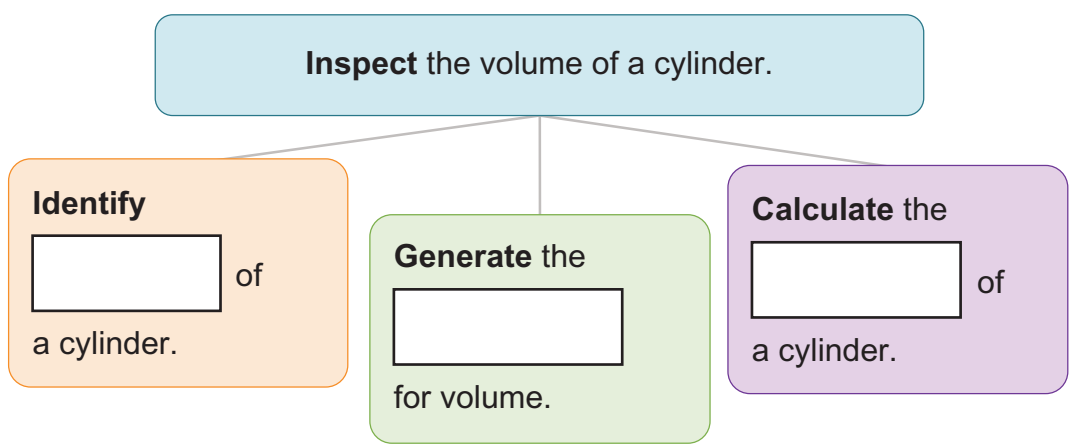 Inspect the volume of a cylinder.
Identify
of
a cylinder.
Generate the
for volume.
Calculate the
of
a cylinder.